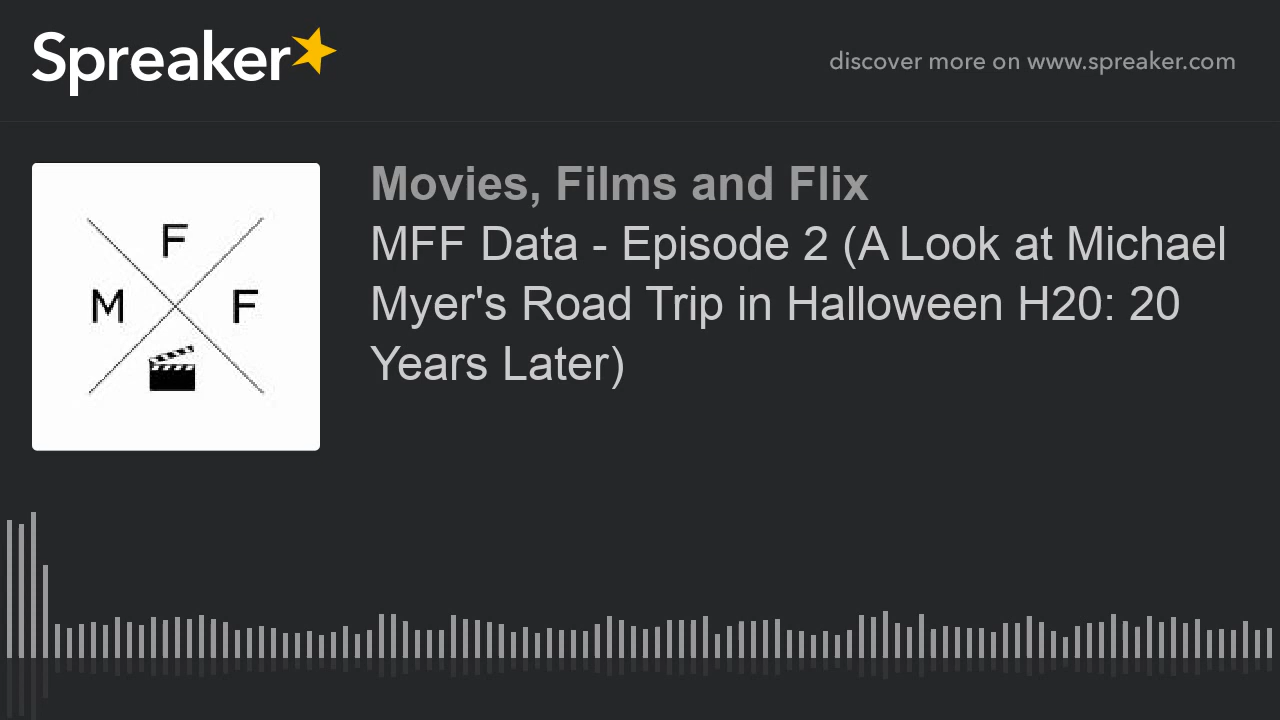 Spreaker
discover more on www.spreaker.com
F
M F
Movies, Films and Flix
MFF Data - Episode 2 (A Look at Michael
Myer's Road Trip in Halloween H20: 20
Years Later)